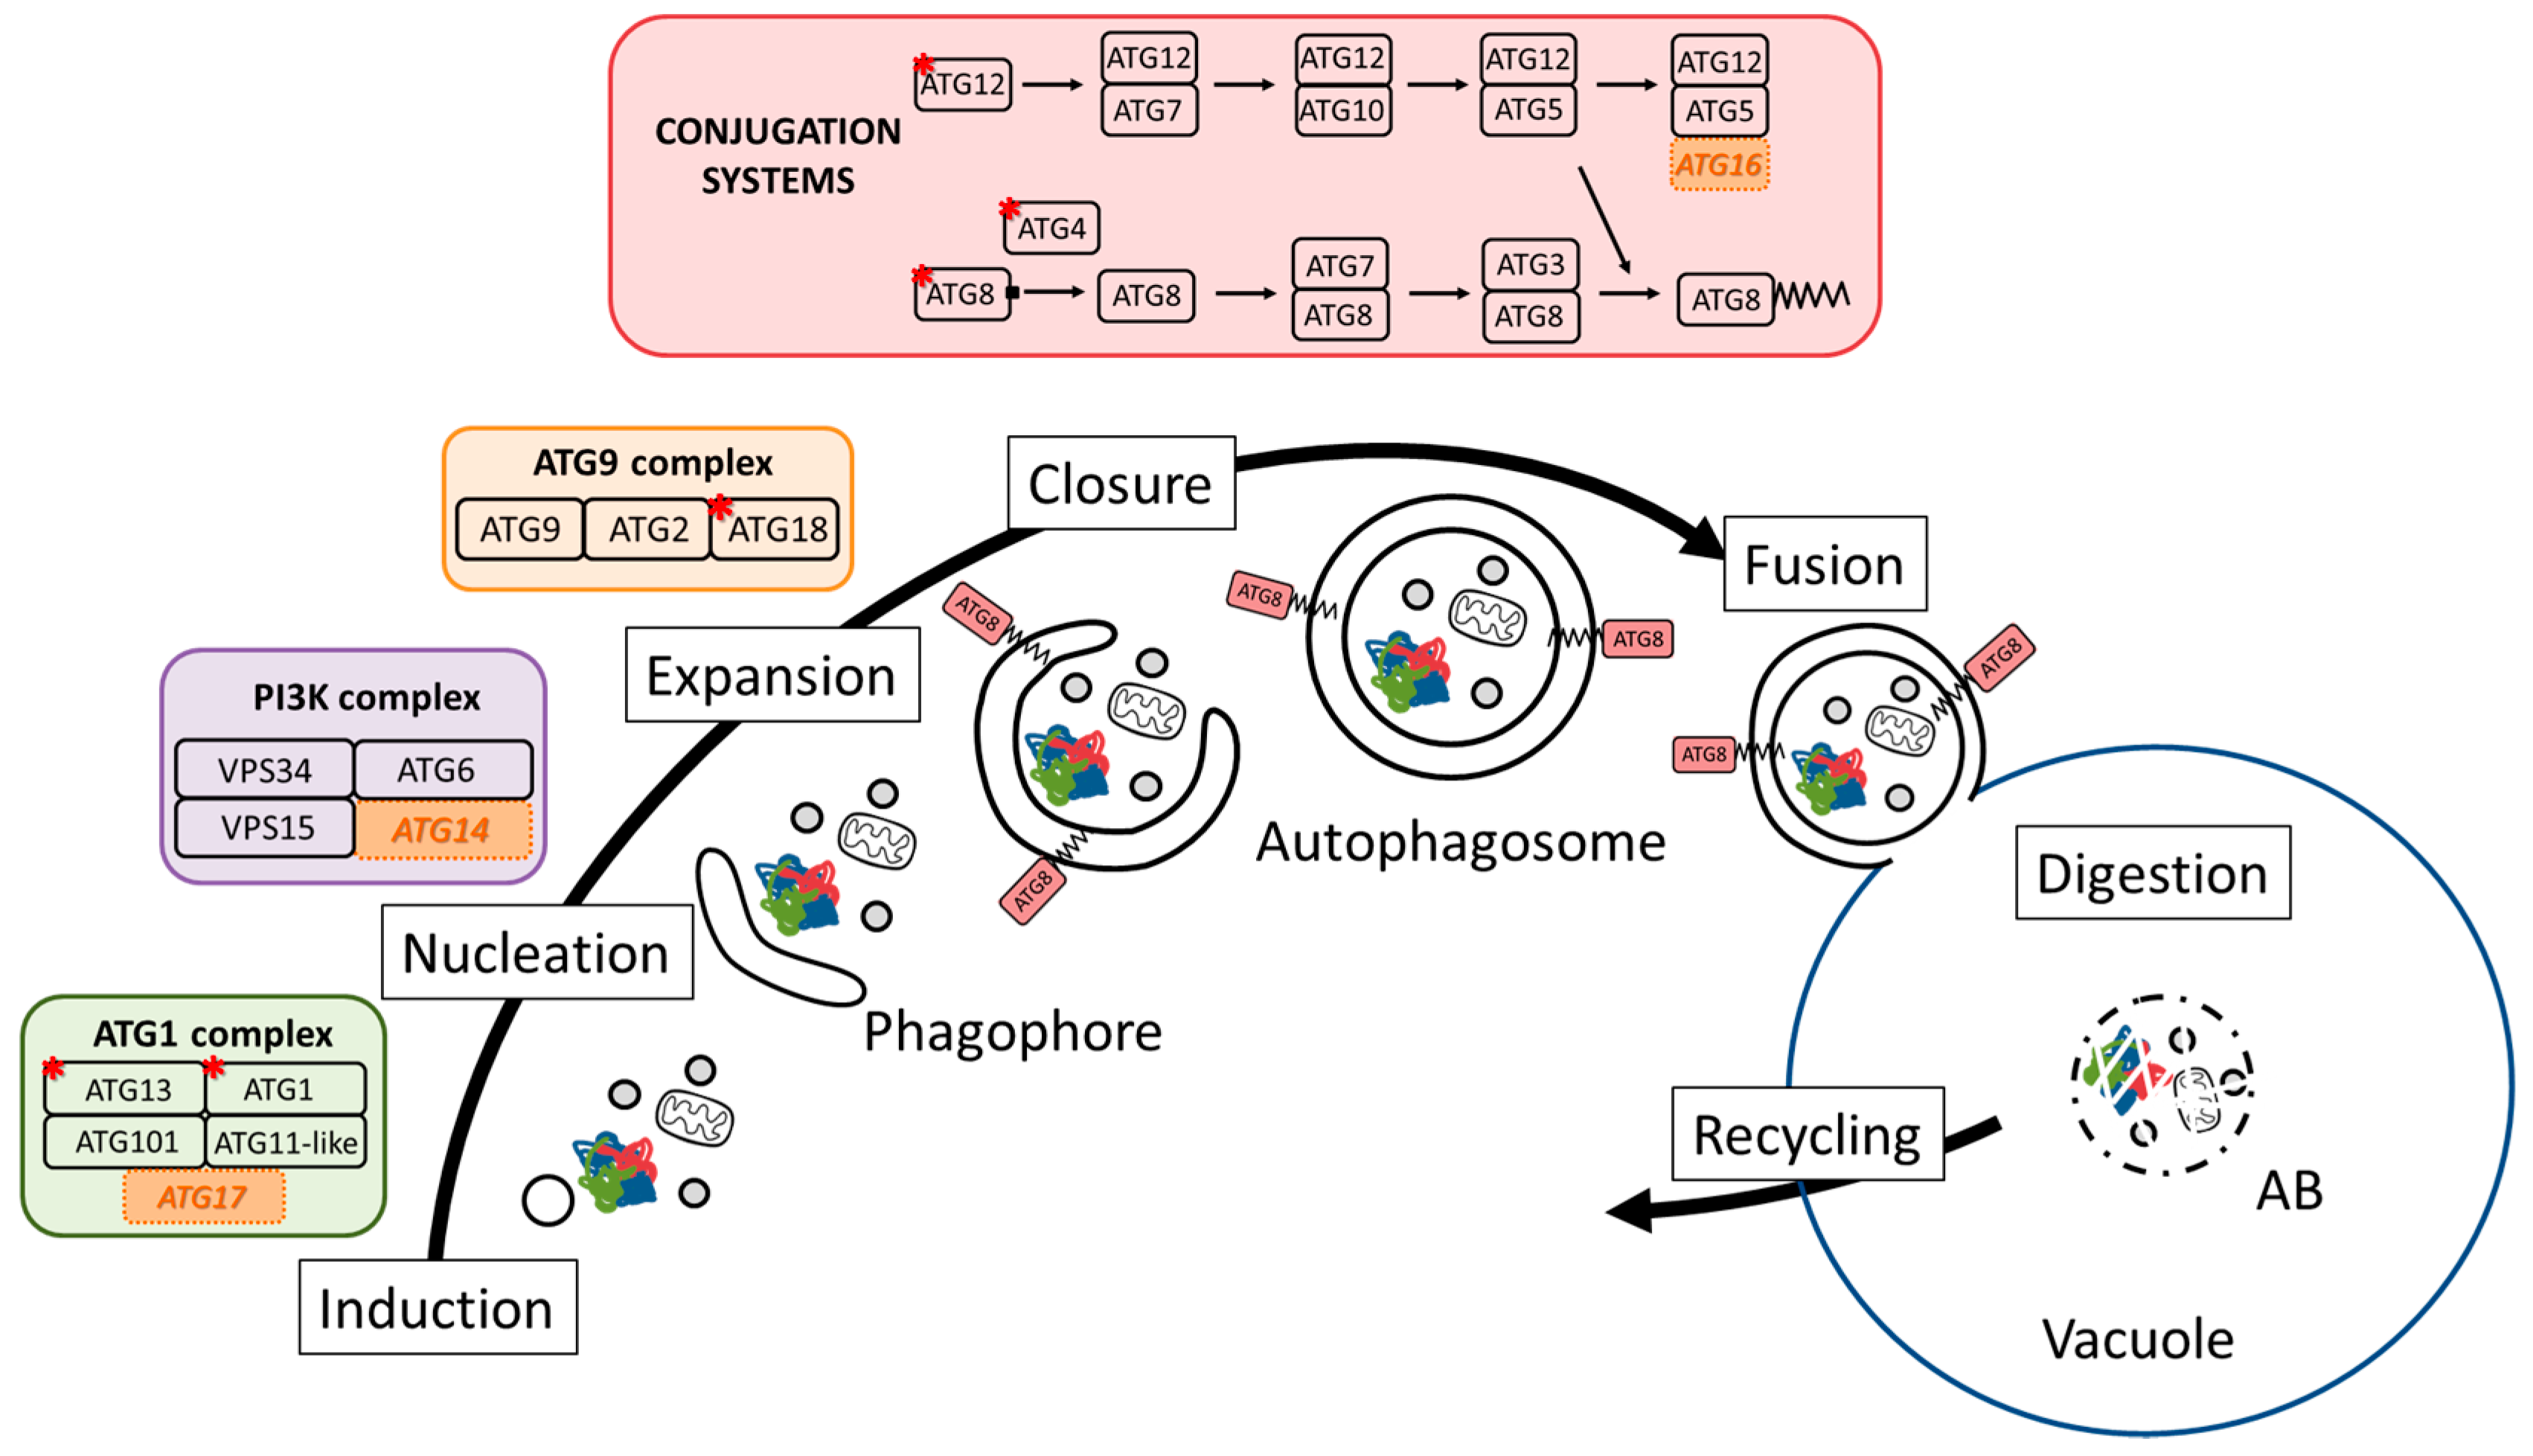 CONJUGATION
SYSTEMS
*ATG12
ATG12
ATG7
ATG12
ATG10
ATG12
ATG5
ATG12
ATG5
ATG16
*ATG4
*ATG8
ATG8
ATG7
ATG8
ATG3
ATG8
ATG8
ATG9 complex
ATG9 ATG2 *ATG18
PI3K complex
VPS34 ATG6
VPS15 ATG14
ATG1 complex
*ATG13 *ATG1
ATG101 ATG11-like
ATG17
Induction
Nucleation
Expansion
Closure
Fusion
Digestion
Recycling
Phagophore
ATG8
ATG8
Autophagosome
ATG8
ATG8
ATG8
ATG8
AB
Vacuole